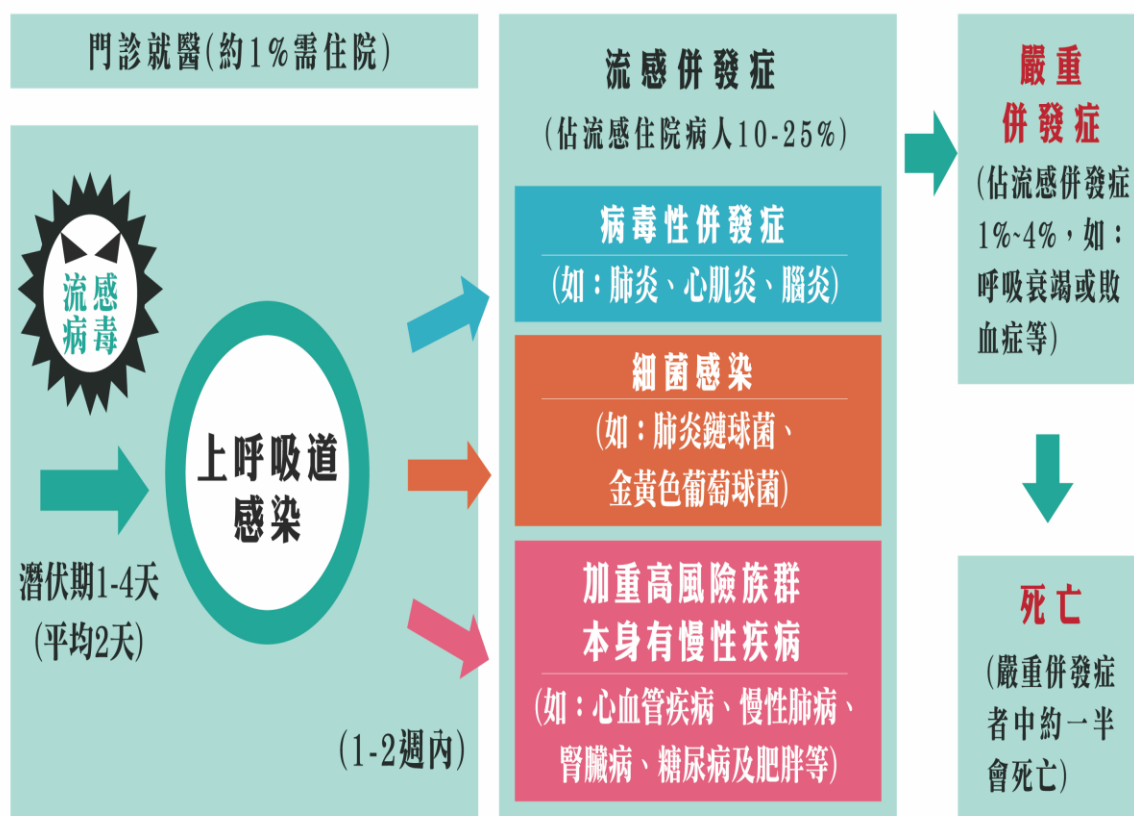 門診就醫(約1%需住院)
流感
病毒
潛伏期1-4天
(平均2天)
上呼吸道
感染
(1-2週內)
流感併發症
(佔流感住院病人10-25%)
病毒性併發症
(如：肺炎、心肌炎、腦炎)
細菌感染
(如：肺炎鏈球菌、
金黃色葡萄球菌)
加重高風險族群
本身有慢性疾病
(如：心血管疾病、慢性肺病、
腎臟病、糖尿病及肥胖等)
嚴重
併發症
(佔流感併發症
1%~4%，如：
呼吸衰竭或敗
血症等)
死亡
(嚴重併發症
者中約一半
會死亡)